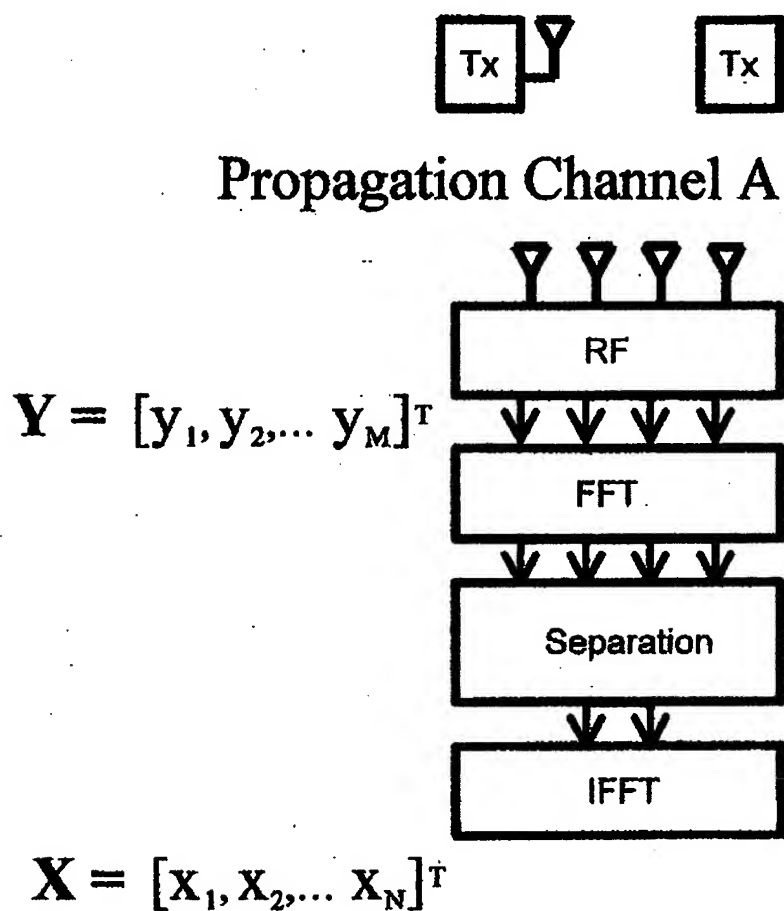 Tx Tx
Propagation Channel A
RF
Y = [y₁, y₂,... y_M]ᵀ
FFT
Separation
IFFT
X = [x₁, x₂,... x_N]ᵀ